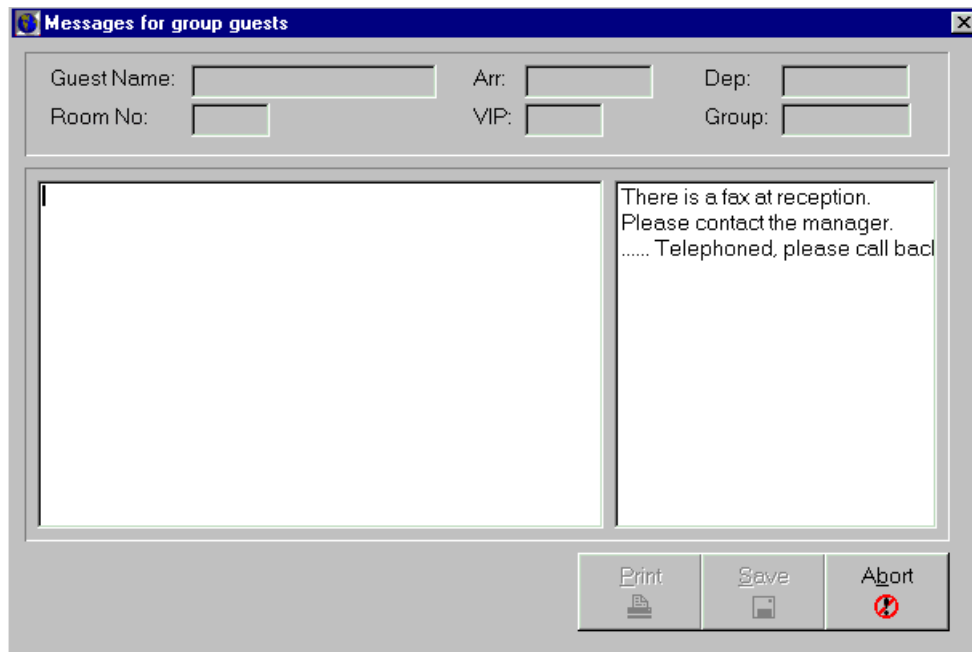 Messages for group guests
Guest Name: Arr: Dep:
Room No: VIP: Group:
There is a fax at reception.
Please contact the manager.
...... Telephoned, please call bacl
Print Save Abort